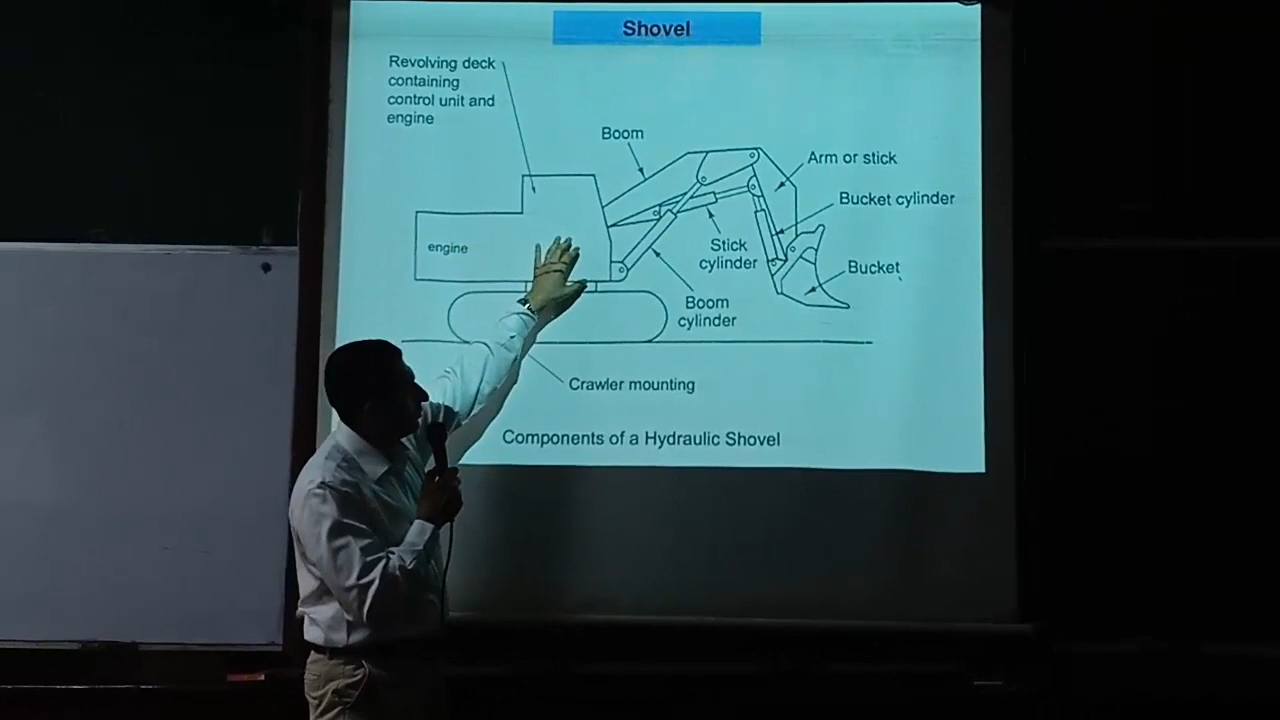 Shovel
Revolving deck
containing
control unit and
engine
Boom
Arm or stick
Bucket cylinder
engine
Stick
cylinder
Bucket
Boom
cylinder
Crawler mounting
Components of a Hydraulic Shovel